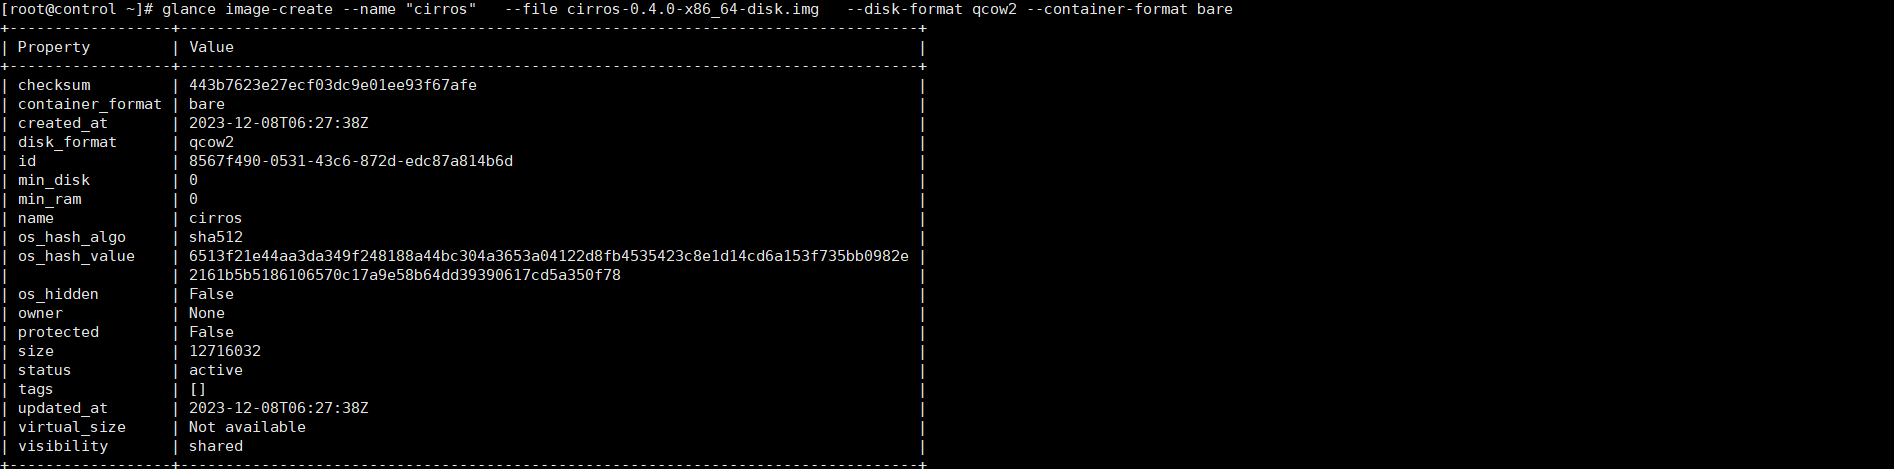 [root@control ~]# glance image-create --name "cirros"   --file cirros-0.4.0-x86_64-disk.img   --disk-format qcow2 --container-format bare
+------------------+----------------------------------------------------------------------------------+
| Property         | Value                                                                            |
+------------------+----------------------------------------------------------------------------------+
| checksum         | 443b7623e27ecf03dc9e01ee93f67afe                                                 |
| container_format | bare                                                                             |
| created_at       | 2023-12-08T06:27:38Z                                                             |
| disk_format      | qcow2                                                                            |
| id               | 8567f490-0531-43c6-872d-edc87a814b6d                                             |
| min_disk         | 0                                                                                |
| min_ram          | 0                                                                                |
| name             | cirros                                                                           |
| os_hash_algo     | sha512                                                                           |
| os_hash_value    | 6513f21e44aa3da349f248188a44bc304a3653a04122d8fb4535423c8e1d14cd6a153f735bb0982e |
|                  | 2161b5b5186106570c17a9e58b64dd39390617cd5a350f78                                 |
| os_hidden        | False                                                                            |
| owner            | None                                                                             |
| protected        | False                                                                            |
| size             | 12716032                                                                         |
| status           | active                                                                           |
| tags             | []                                                                               |
| updated_at       | 2023-12-08T06:27:38Z                                                             |
| virtual_size     | Not available                                                                    |
| visibility       | shared                                                                           |
+------------------+----------------------------------------------------------------------------------+